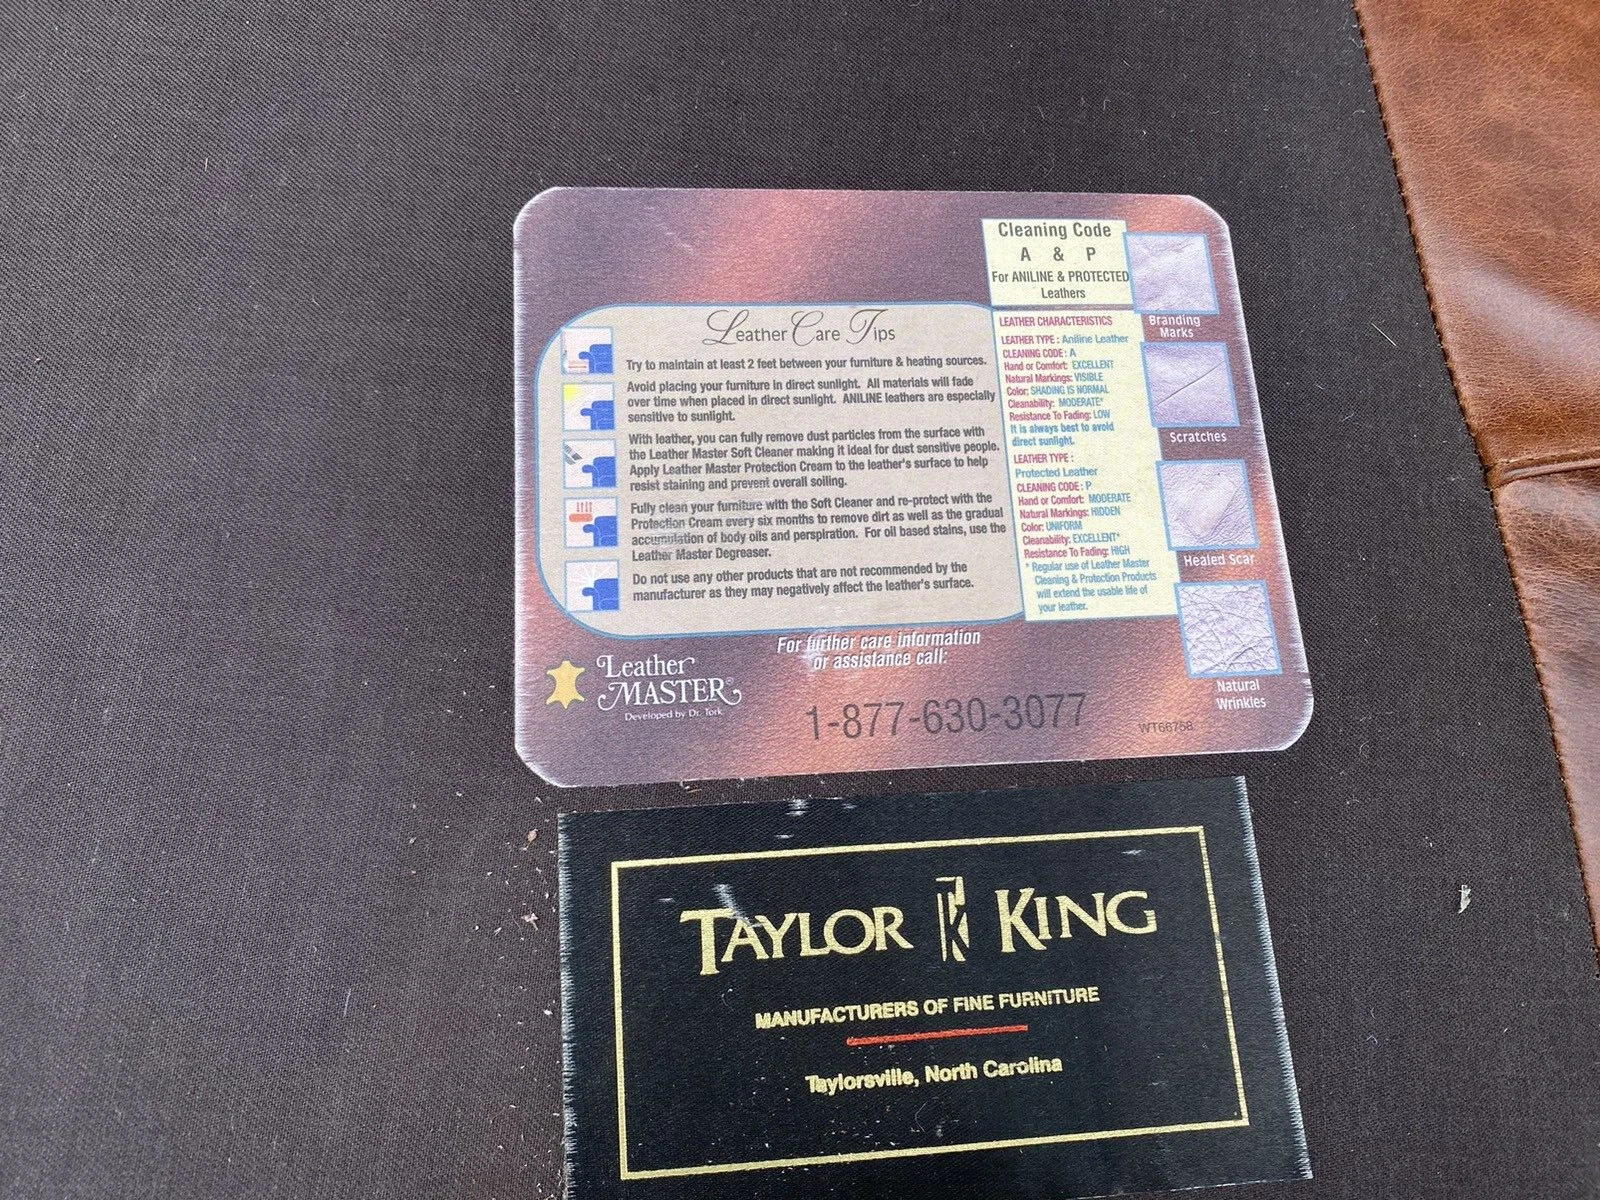 Cleaning Code
A & P
For ANILINE & PROTECTED
Leathers
Leather Care Tips
Try to maintain at least 2 feet between your furniture & heating sources.
Avoid placing your furniture in direct sunlight. All materials will fade
over time when placed in direct sunlight. ANILINE leathers are especially
sensitive to sunlight.
With leather, you can fully remove dust particles from the surface with
the Leather Master Soft Cleaner making it ideal for dust sensitive people.
Apply Leather Master Protection Cream to the leather's surface to help
resist staining and prevent overall soiling.
Fully clean your furniture with the Soft Cleaner and re-protect with the
Protection Cream every six months to remove dirt as well as the gradual
accumulation of body oils and perspiration. For oil based stains, use the
Leather Master Degreaser.
Do not use any other products that are not recommended by the
manufacturer as they may negatively affect the leather's surface.
LEATHER CHARACTERISTICS
LEATHER TYPE : Aniline Leather
CLEANING CODE : A
Hand or Comfort: EXCELLENT
Natural Markings: VISIBLE
Color: SHADING IS NORMAL
Cleanability: MODERATE*
Resistance To Fading: LOW
It is always best to avoid
direct sunlight.
LEATHER TYPE :
Protected Leather
CLEANING CODE : P
Hand or Comfort: MODERATE
Natural Markings: HIDDEN
Color: UNIFORM
Cleanability: EXCELLENT*
Resistance To Fading: HIGH
* Regular use of Leather Master
Cleaning & Protection Products
will extend the usable life of
your leather.
Branding
Marks
Scratches
Healed Scar
Natural
Wrinkles
For further care information
or assistance call:
Leather
MASTER®
Developed by Dr. Tork
1-877-630-3077
WT66758
TAYLOR TK KING
MANUFACTURERS OF FINE FURNITURE
Taylorsville, North Carolina